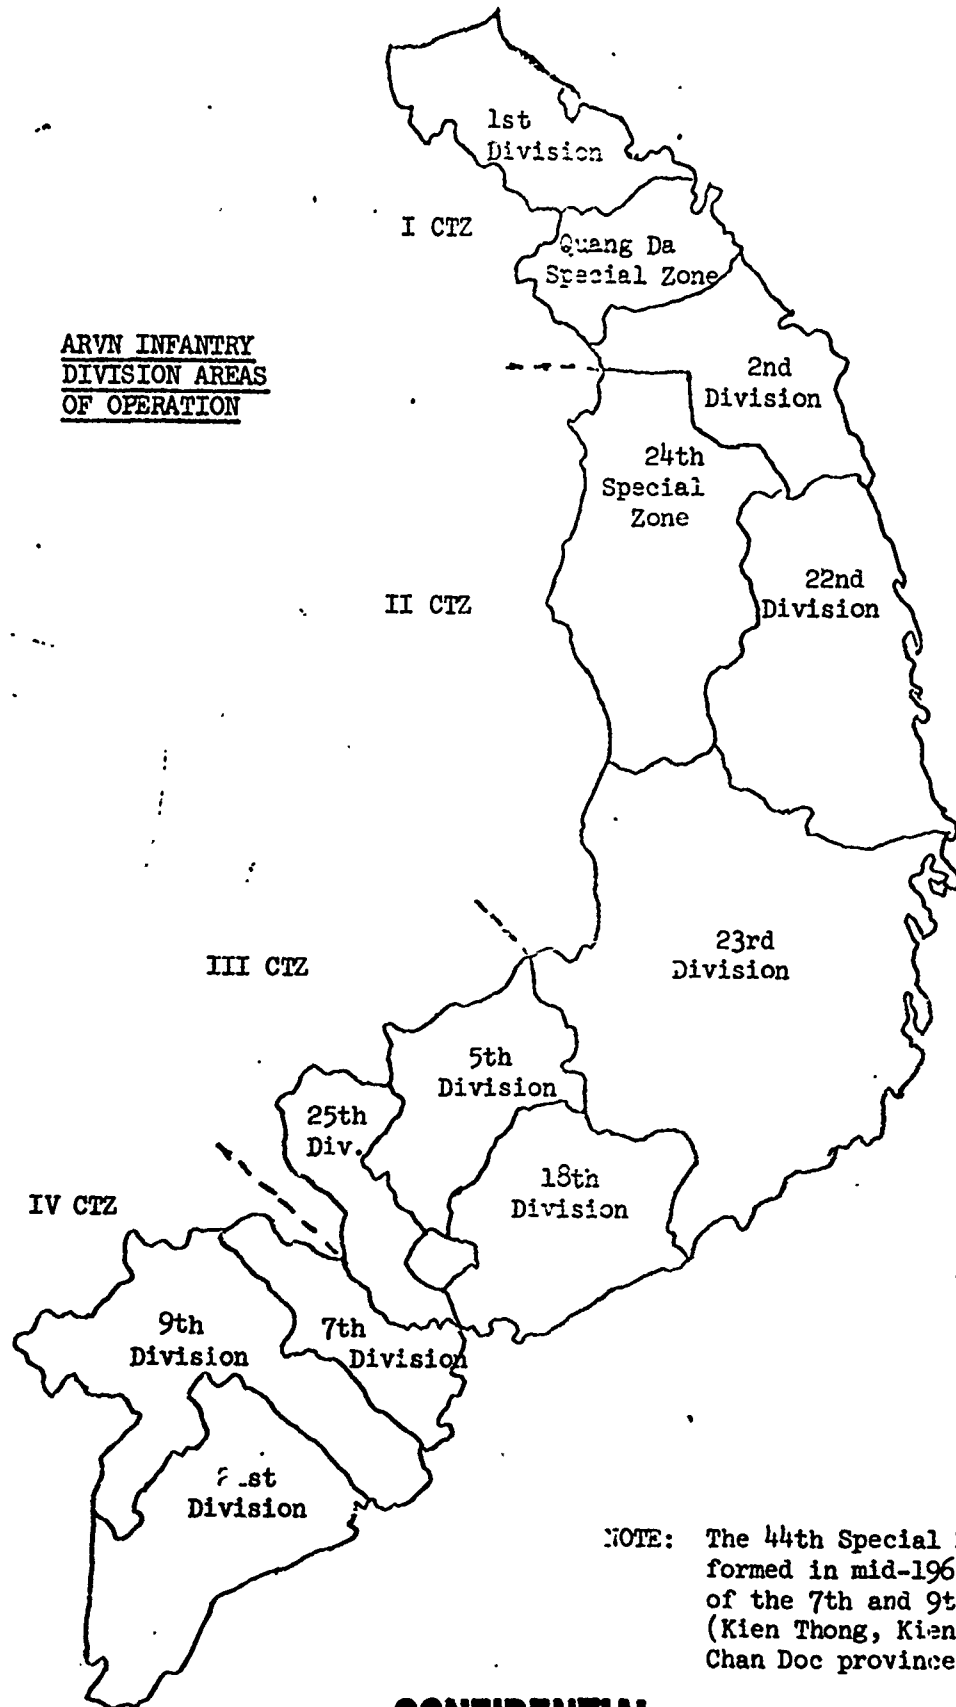 1st
Division
I CTZ
Quang Da
Special Zone
ARVN INFANTRY
DIVISION AREAS
OF OPERATION
2nd
Division
24th
Special
Zone
II CTZ
22nd
Division
III CTZ
23rd
Division
5th
Division
25th
Div.
18th
Division
IV CTZ
9th
Division
7th
Division
st
Division
NOTE: The 44th Special
formed in mid-196
of the 7th and 9t
(Kien Thong, Kien
Chan Doc province